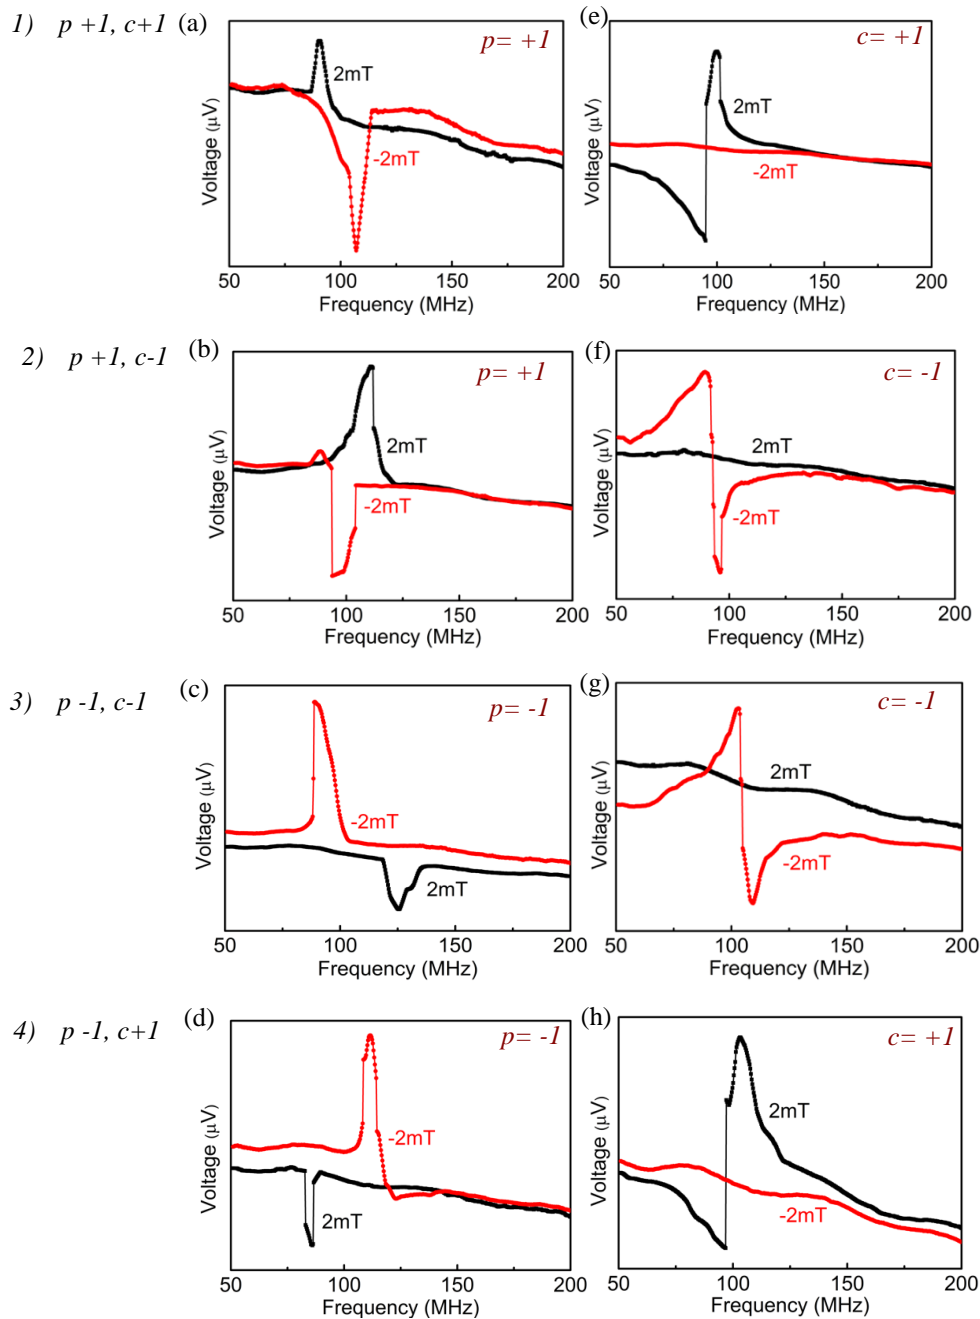 1) p +1, c+1
(a)
p= +1
2mT
-2mT
Voltage (μV)
50 100 150 200
Frequency (MHz)
(e)
c= +1
2mT
-2mT
Voltage (μV)
50 100 150 200
Frequency (MHz)
2) p +1, c-1
(b)
p= +1
2mT
-2mT
Voltage (μV)
50 100 150 200
Frequency (MHz)
(f)
c= -1
2mT
-2mT
Voltage (μV)
50 100 150 200
Frequency (MHz)
3) p -1, c-1
(c)
p= -1
-2mT
2mT
Voltage (μV)
50 100 150 200
Frequency (MHz)
(g)
c= -1
2mT
-2mT
Voltage (μV)
50 100 150 200
Frequency (MHz)
4) p -1, c+1
(d)
p= -1
-2mT
2mT
Voltage (μV)
50 100 150 200
Frequency (MHz)
(h)
c= +1
2mT
-2mT
Voltage (μV)
50 100 150 200
Frequency (MHz)